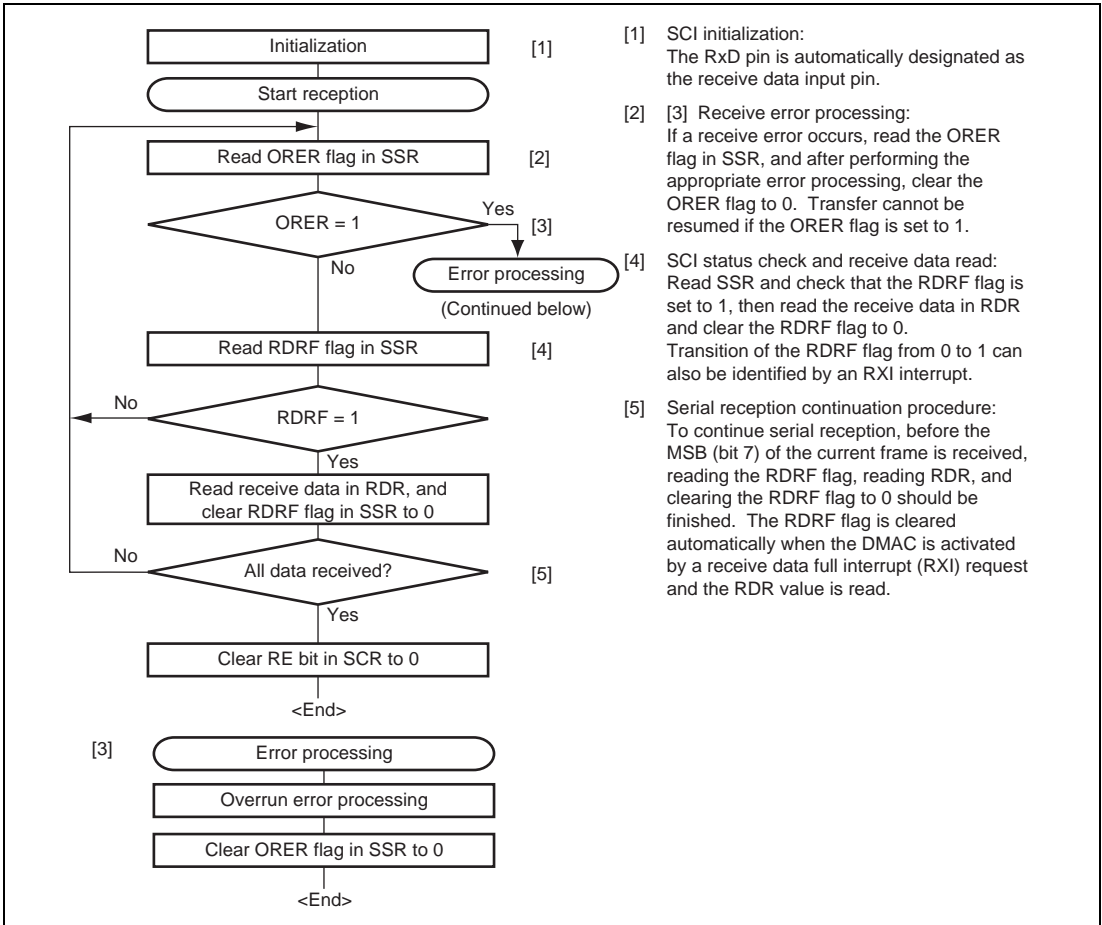 Initialization
[1]
Start reception
Read ORER flag in SSR
[2]
ORER = 1
Yes
[3]
No
Error processing
(Continued below)
Read RDRF flag in SSR
[4]
No
RDRF = 1
Yes
Read receive data in RDR, and
clear RDRF flag in SSR to 0
No
All data received?
[5]
Yes
Clear RE bit in SCR to 0
<End>
[3]
Error processing
Overrun error processing
Clear ORER flag in SSR to 0
<End>
[1] SCI initialization:
The RxD pin is automatically designated as
the receive data input pin.
[2] [3] Receive error processing:
If a receive error occurs, read the ORER
flag in SSR, and after performing the
appropriate error processing, clear the
ORER flag to 0. Transfer cannot be
resumed if the ORER flag is set to 1.
[4] SCI status check and receive data read:
Read SSR and check that the RDRF flag is
set to 1, then read the receive data in RDR
and clear the RDRF flag to 0.
Transition of the RDRF flag from 0 to 1 can
also be identified by an RXI interrupt.
[5] Serial reception continuation procedure:
To continue serial reception, before the
MSB (bit 7) of the current frame is received,
reading the RDRF flag, reading RDR, and
clearing the RDRF flag to 0 should be
finished. The RDRF flag is cleared
automatically when the DMAC is activated
by a receive data full interrupt (RXI) request
and the RDR value is read.